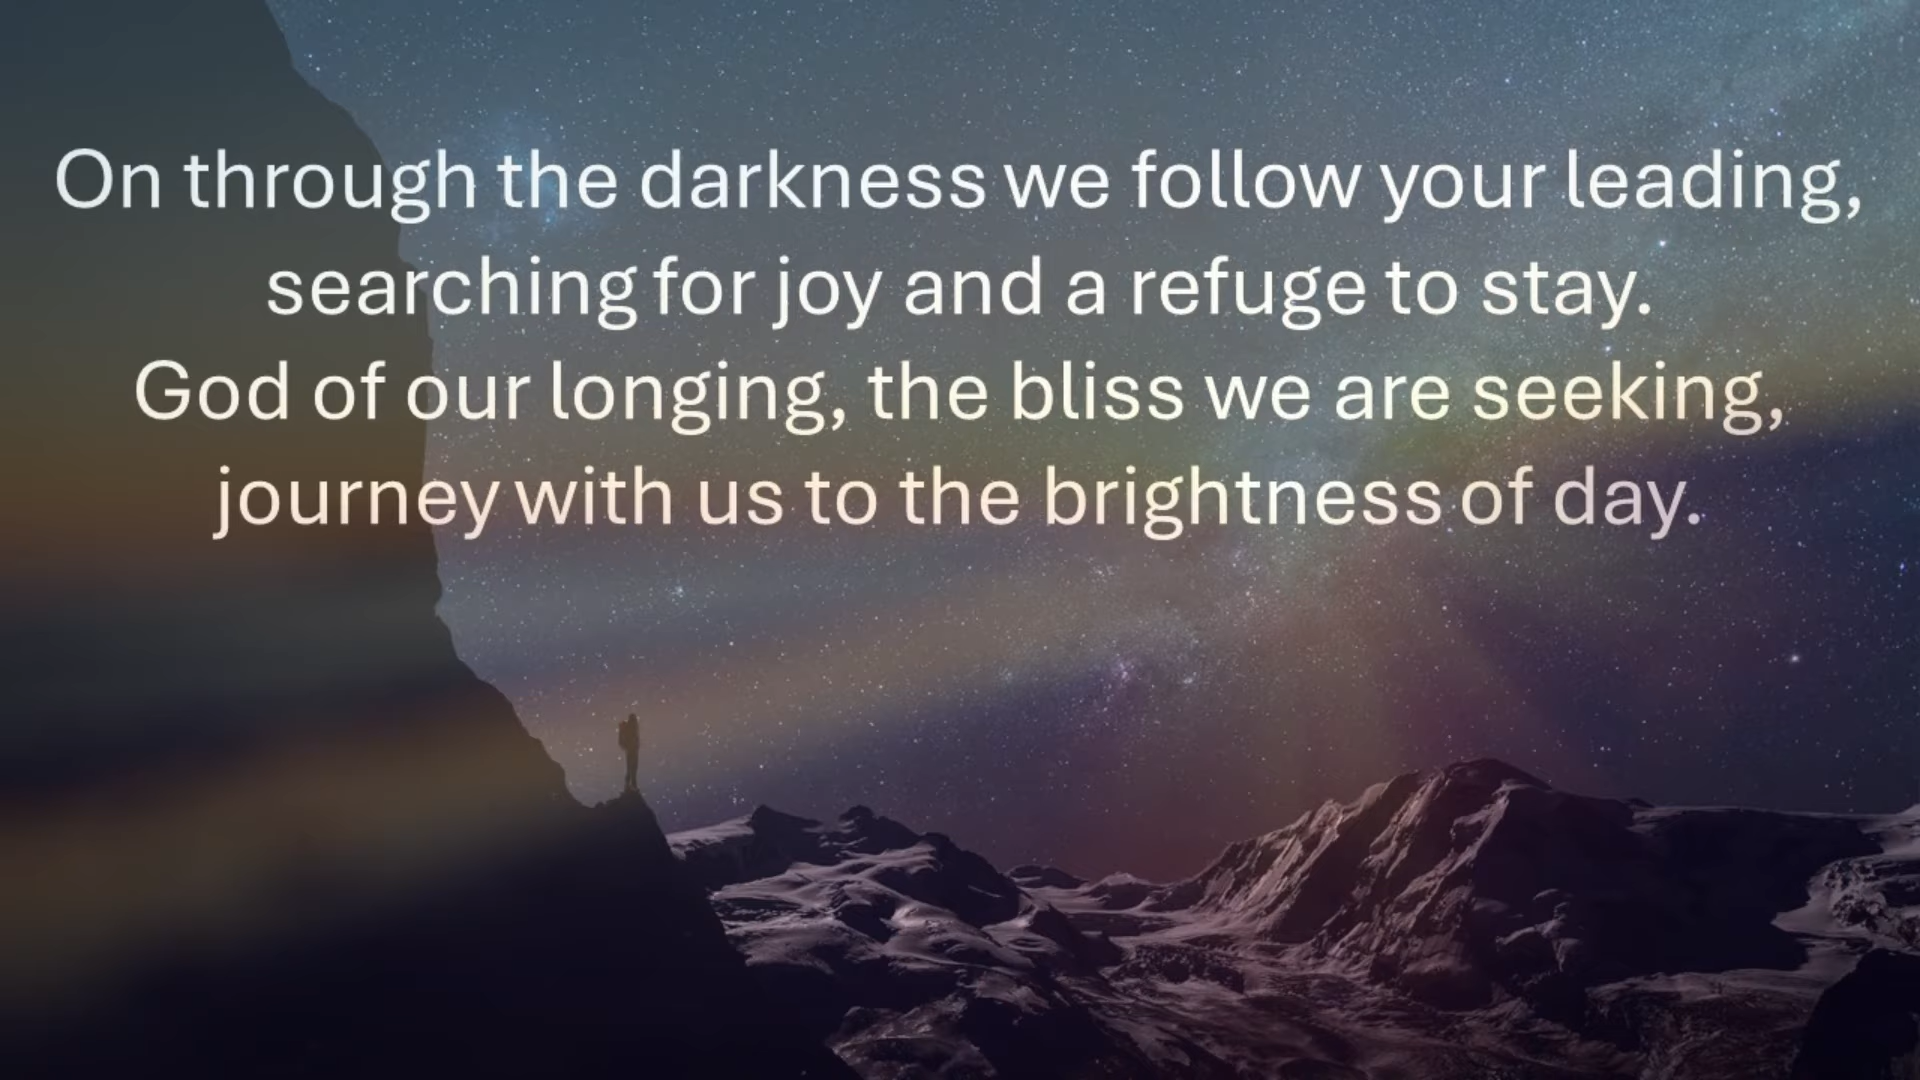 On through the darkness we follow your leading,
searching for joy and a refuge to stay.
God of our longing, the bliss we are seeking,
journey with us to the brightness of day.